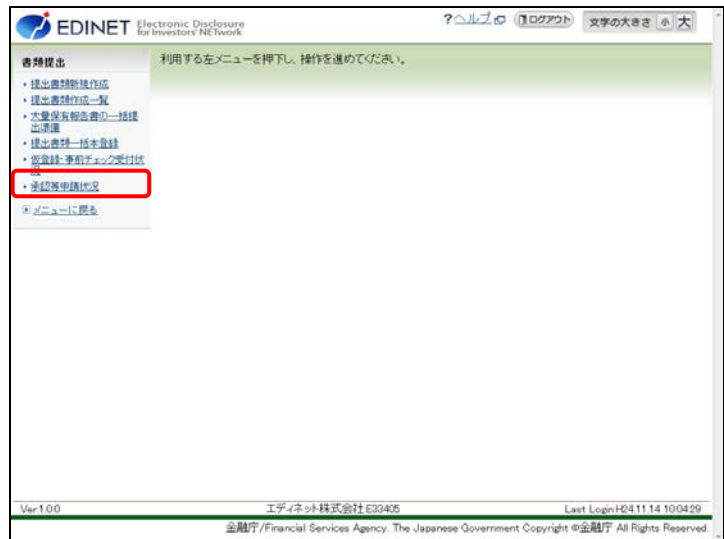 EDINET Electronic Disclosure
for Investors' NETwork
?ヘルプ ログアウト 文字の大きさ 小 大
書類提出
利用する左メニューを押下し、操作を進めてください。
提出書類新規作成
提出書類作成一覧
大量保有報告書の一括提
出準備
提出書類一括本登録
仮登録・事前チェック受付状
況
承認等申請状況
メニューに戻る
Ver.1.0.0 エディネット株式会社 E33405 Last Login:H24.11.14 10:04:29
金融庁/Financial Services Agency. The Japanese Government Copyright ©金融庁 All Rights Reserved.